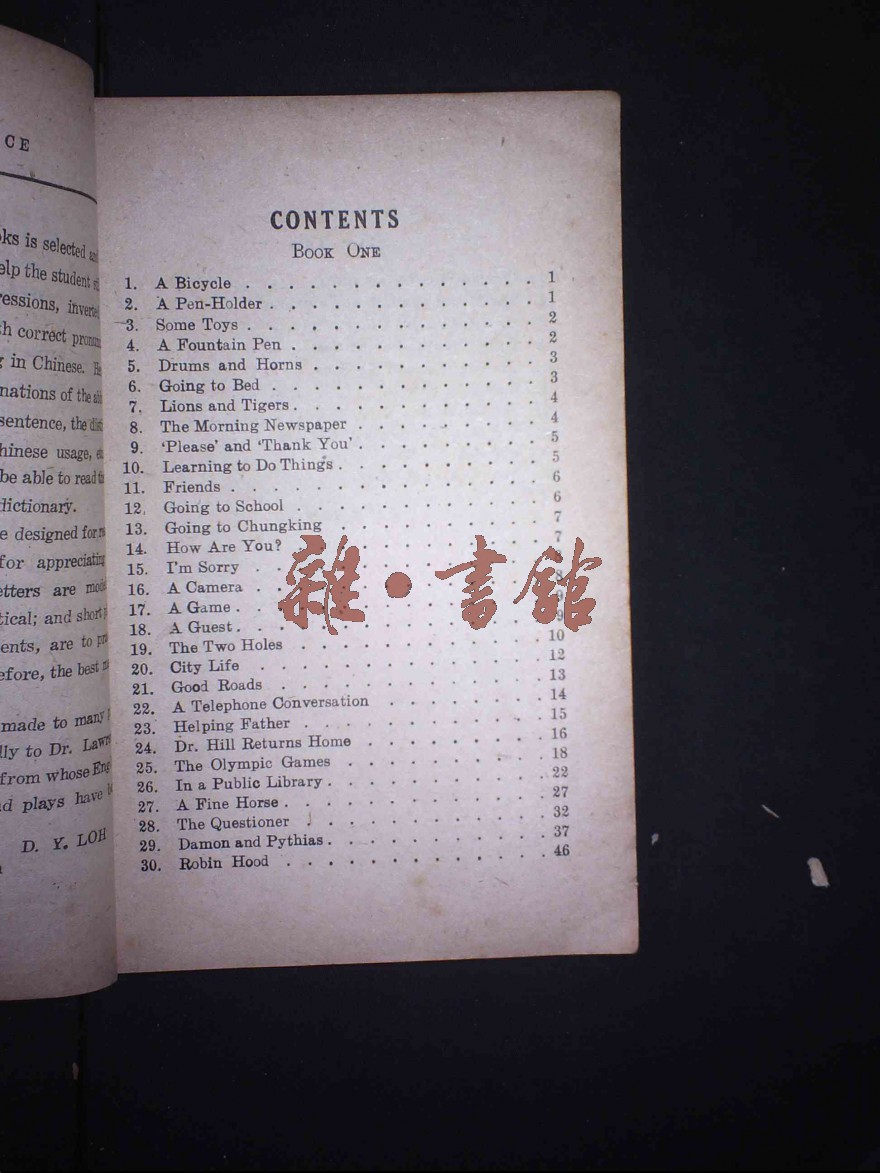 CE
ks is selected
elp the student
ressions, inverted
h correct
g in Chinese.
nations of the
sentence, the
hinese usage,
be able to read
dictionary.
e designed for
for appreciating
etters are
tical; and short
ents, are to
efore, the best
made to many
lly to Dr.
from whose
d plays have
D. Y. LOH
CONTENTS
BOOK ONE
1. A Bicycle . . . . . . . . . . . . . . 1
2. A Pen-Holder . . . . . . . . . . . . . 1
3. Some Toys . . . . . . . . . . . . . . 2
4. A Fountain Pen . . . . . . . . . . . . 2
5. Drums and Horns . . . . . . . . . . . 3
6. Going to Bed . . . . . . . . . . . . . 3
7. Lions and Tigers . . . . . . . . . . . . 4
8. The Morning Newspaper . . . . . . . . . 4
9. ‘Please’ and ‘Thank You’ . . . . . . . . . 5
10. Learning to Do Things . . . . . . . . . . 5
11. Friends . . . . . . . . . . . . . . . 6
12. Going to School . . . . . . . . . . . . 6
13. Going to Chungking . . . . . . . . . . 7
14. How Are You? . . . . . . . . . . . . 7
15. I'm Sorry . . . . . . . . . . . . . .
16. A Camera . . . . . . . . . . . . . . 8
17. A Game . . . . . . . . . . . . . . . 9
18. A Guest . . . . . . . . . . . . . . . 9
19. The Two Holes . . . . . . . . . . . . 10
20. City Life . . . . . . . . . . . . . . 12
21. Good Roads . . . . . . . . . . . . . 13
22. A Telephone Conversation . . . . . . . . 14
23. Helping Father . . . . . . . . . . . . 15
24. Dr. Hill Returns Home . . . . . . . . . 16
25. The Olympic Games . . . . . . . . . . 18
26. In a Public Library . . . . . . . . . . . 22
27. A Fine Horse . . . . . . . . . . . . . 27
28. The Questioner . . . . . . . . . . . . 32
29. Damon and Pythias . . . . . . . . . . . 37
30. Robin Hood . . . . . . . . . . . . . 46
雜·書館